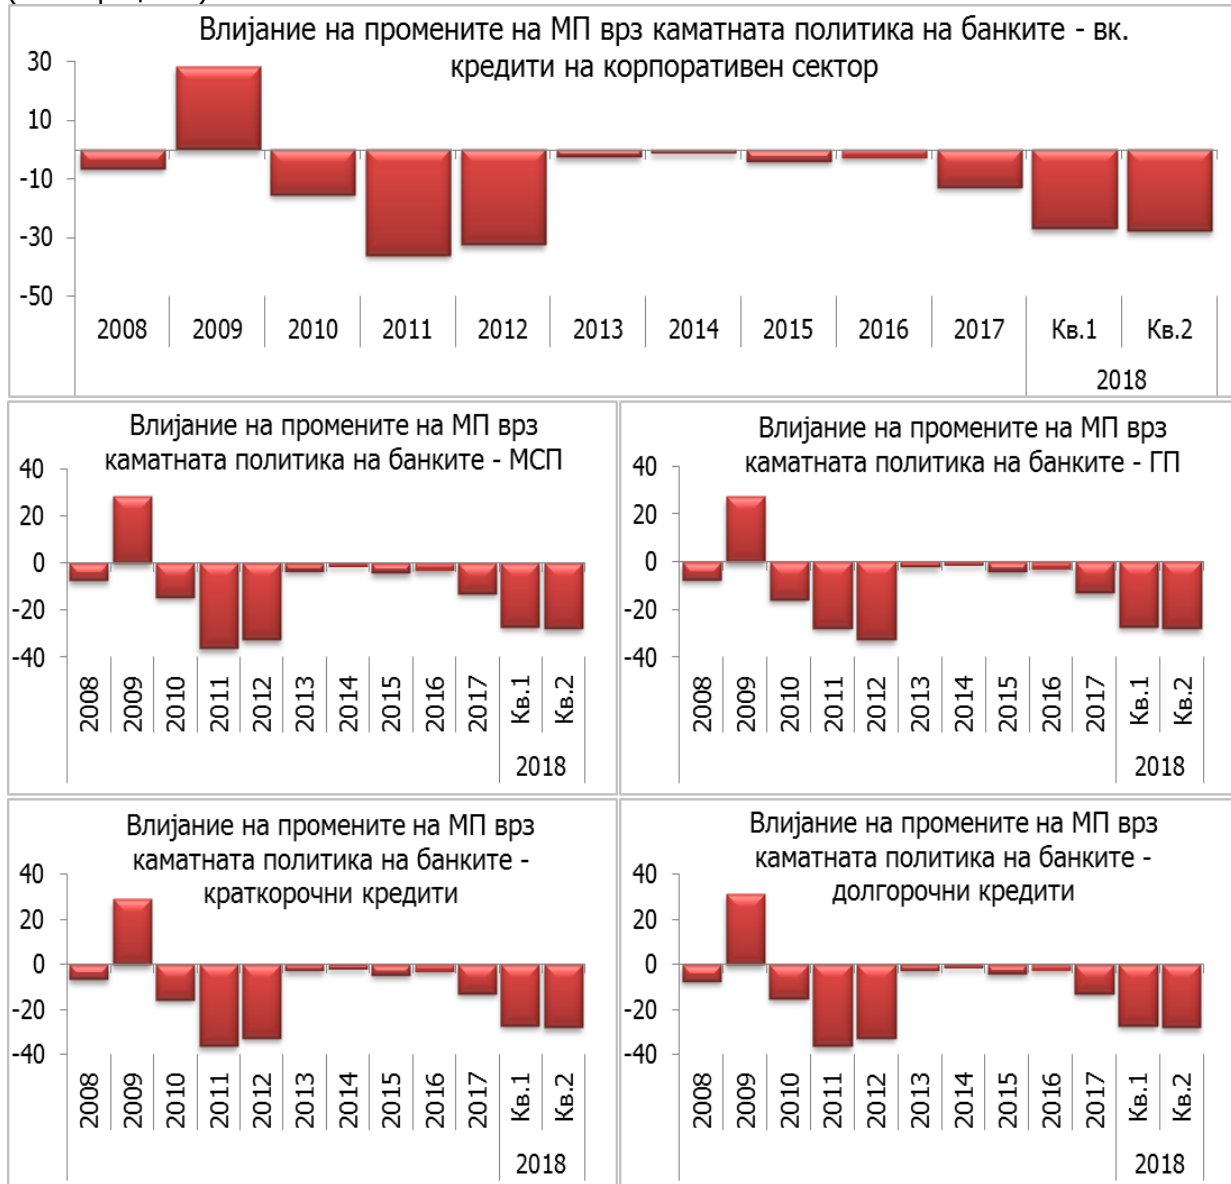 Влијание на промените на МП врз каматната политика на банките - вк.
кредити на корпоративен сектор
30
10
-10
-30
-50
2008 2009 2010 2011 2012 2013 2014 2015 2016 2017 Кв.1 Кв.2
2018
Влијание на промените на МП врз
каматната политика на банките - МСП
40
20
0
-20
-40
2008 2009 2010 2011 2012 2013 2014 2015 2016 2017 Кв.1 Кв.2
2018
Влијание на промените на МП врз
каматната политика на банките - ГП
40
20
0
-20
-40
2008 2009 2010 2011 2012 2013 2014 2015 2016 2017 Кв.1 Кв.2
2018
Влијание на промените на МП врз
каматната политика на банките -
краткорочни кредити
40
20
0
-20
-40
2008 2009 2010 2011 2012 2013 2014 2015 2016 2017 Кв.1 Кв.2
2018
Влијание на промените на МП врз
каматната политика на банките -
долгорочни кредити
40
20
0
-20
-40
2008 2009 2010 2011 2012 2013 2014 2015 2016 2017 Кв.1 Кв.2
2018